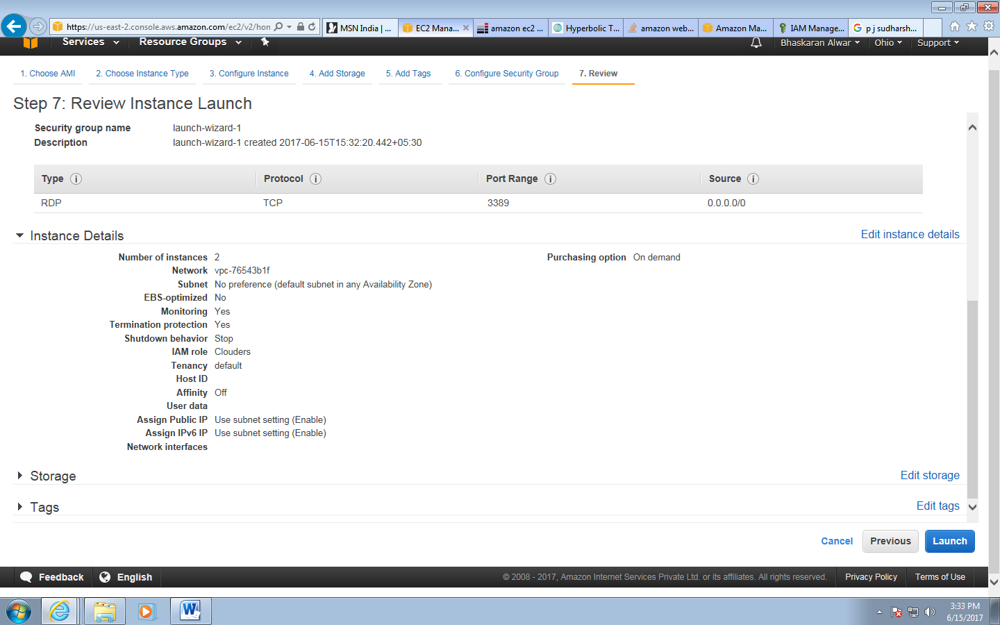 https://us-east-2.console.aws.amazon.com/ec2/v2/hon
MSN India | ...
EC2 Mana...
amazon ec2 ...
Hyperbolic T...
amazon web...
Amazon Ma...
IAM Manage...
p j sudharsh...
Services
Resource Groups
Bhaskaran Alwar
Ohio
Support
1. Choose AMI
2. Choose Instance Type
3. Configure Instance
4. Add Storage
5. Add Tags
6. Configure Security Group
7. Review
Step 7: Review Instance Launch
Security group name launch-wizard-1
Description launch-wizard-1 created 2017-06-15T15:32:20.442+05:30
Type Protocol Port Range Source
RDP TCP 3389 0.0.0.0/0
Instance Details Edit instance details
Number of instances 2 Purchasing option On demand
Network vpc-76543b1f
Subnet No preference (default subnet in any Availability Zone)
EBS-optimized No
Monitoring Yes
Termination protection Yes
Shutdown behavior Stop
IAM role Clouders
Tenancy default
Host ID
Affinity Off
User data
Assign Public IP Use subnet setting (Enable)
Assign IPv6 IP Use subnet setting (Enable)
Network interfaces
Storage Edit storage
Tags Edit tags
Cancel Previous Launch
Feedback English © 2008 - 2017, Amazon Internet Services Private Ltd. or its affiliates. All rights reserved. Privacy Policy Terms of Use
3:33 PM
6/15/2017